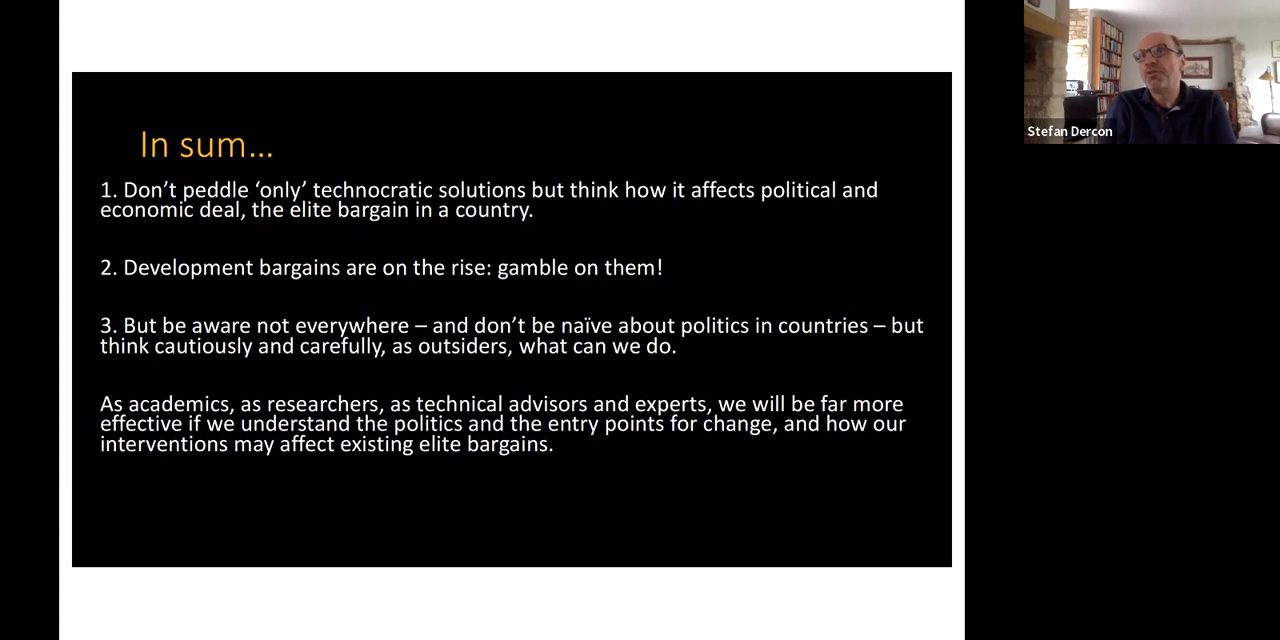 In sum...
1. Don't peddle 'only' technocratic solutions but think how it affects political and
economic deal, the elite bargain in a country.
2. Development bargains are on the rise: gamble on them!
3. But be aware not everywhere – and don't be naïve about politics in countries – but
think cautiously and carefully, as outsiders, what can we do.
As academics, as researchers, as technical advisors and experts, we will be far more
effective if we understand the politics and the entry points for change, and how our
interventions may affect existing elite bargains.
Stefan Dercon